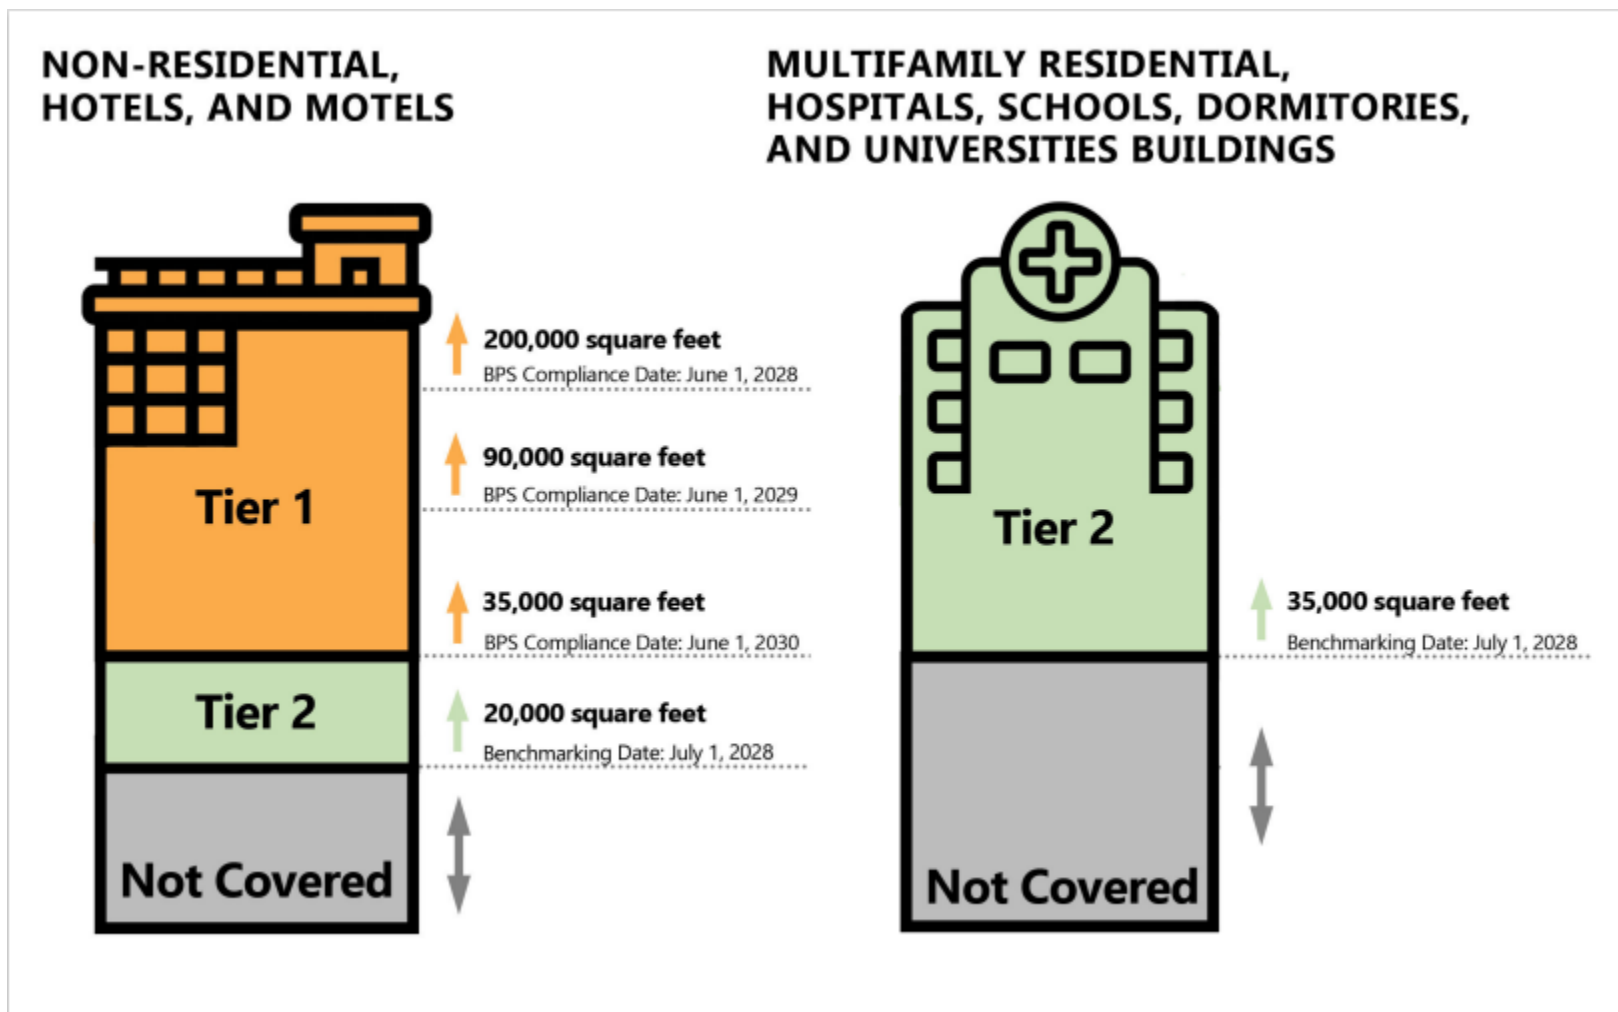 NON-RESIDENTIAL,
HOTELS, AND MOTELS
200,000 square feet
BPS Compliance Date: June 1, 2028
90,000 square feet
BPS Compliance Date: June 1, 2029
Tier 1
35,000 square feet
BPS Compliance Date: June 1, 2030
Tier 2
20,000 square feet
Benchmarking Date: July 1, 2028
Not Covered
MULTIFAMILY RESIDENTIAL,
HOSPITALS, SCHOOLS, DORMITORIES,
AND UNIVERSITIES BUILDINGS
Tier 2
35,000 square feet
Benchmarking Date: July 1, 2028
Not Covered